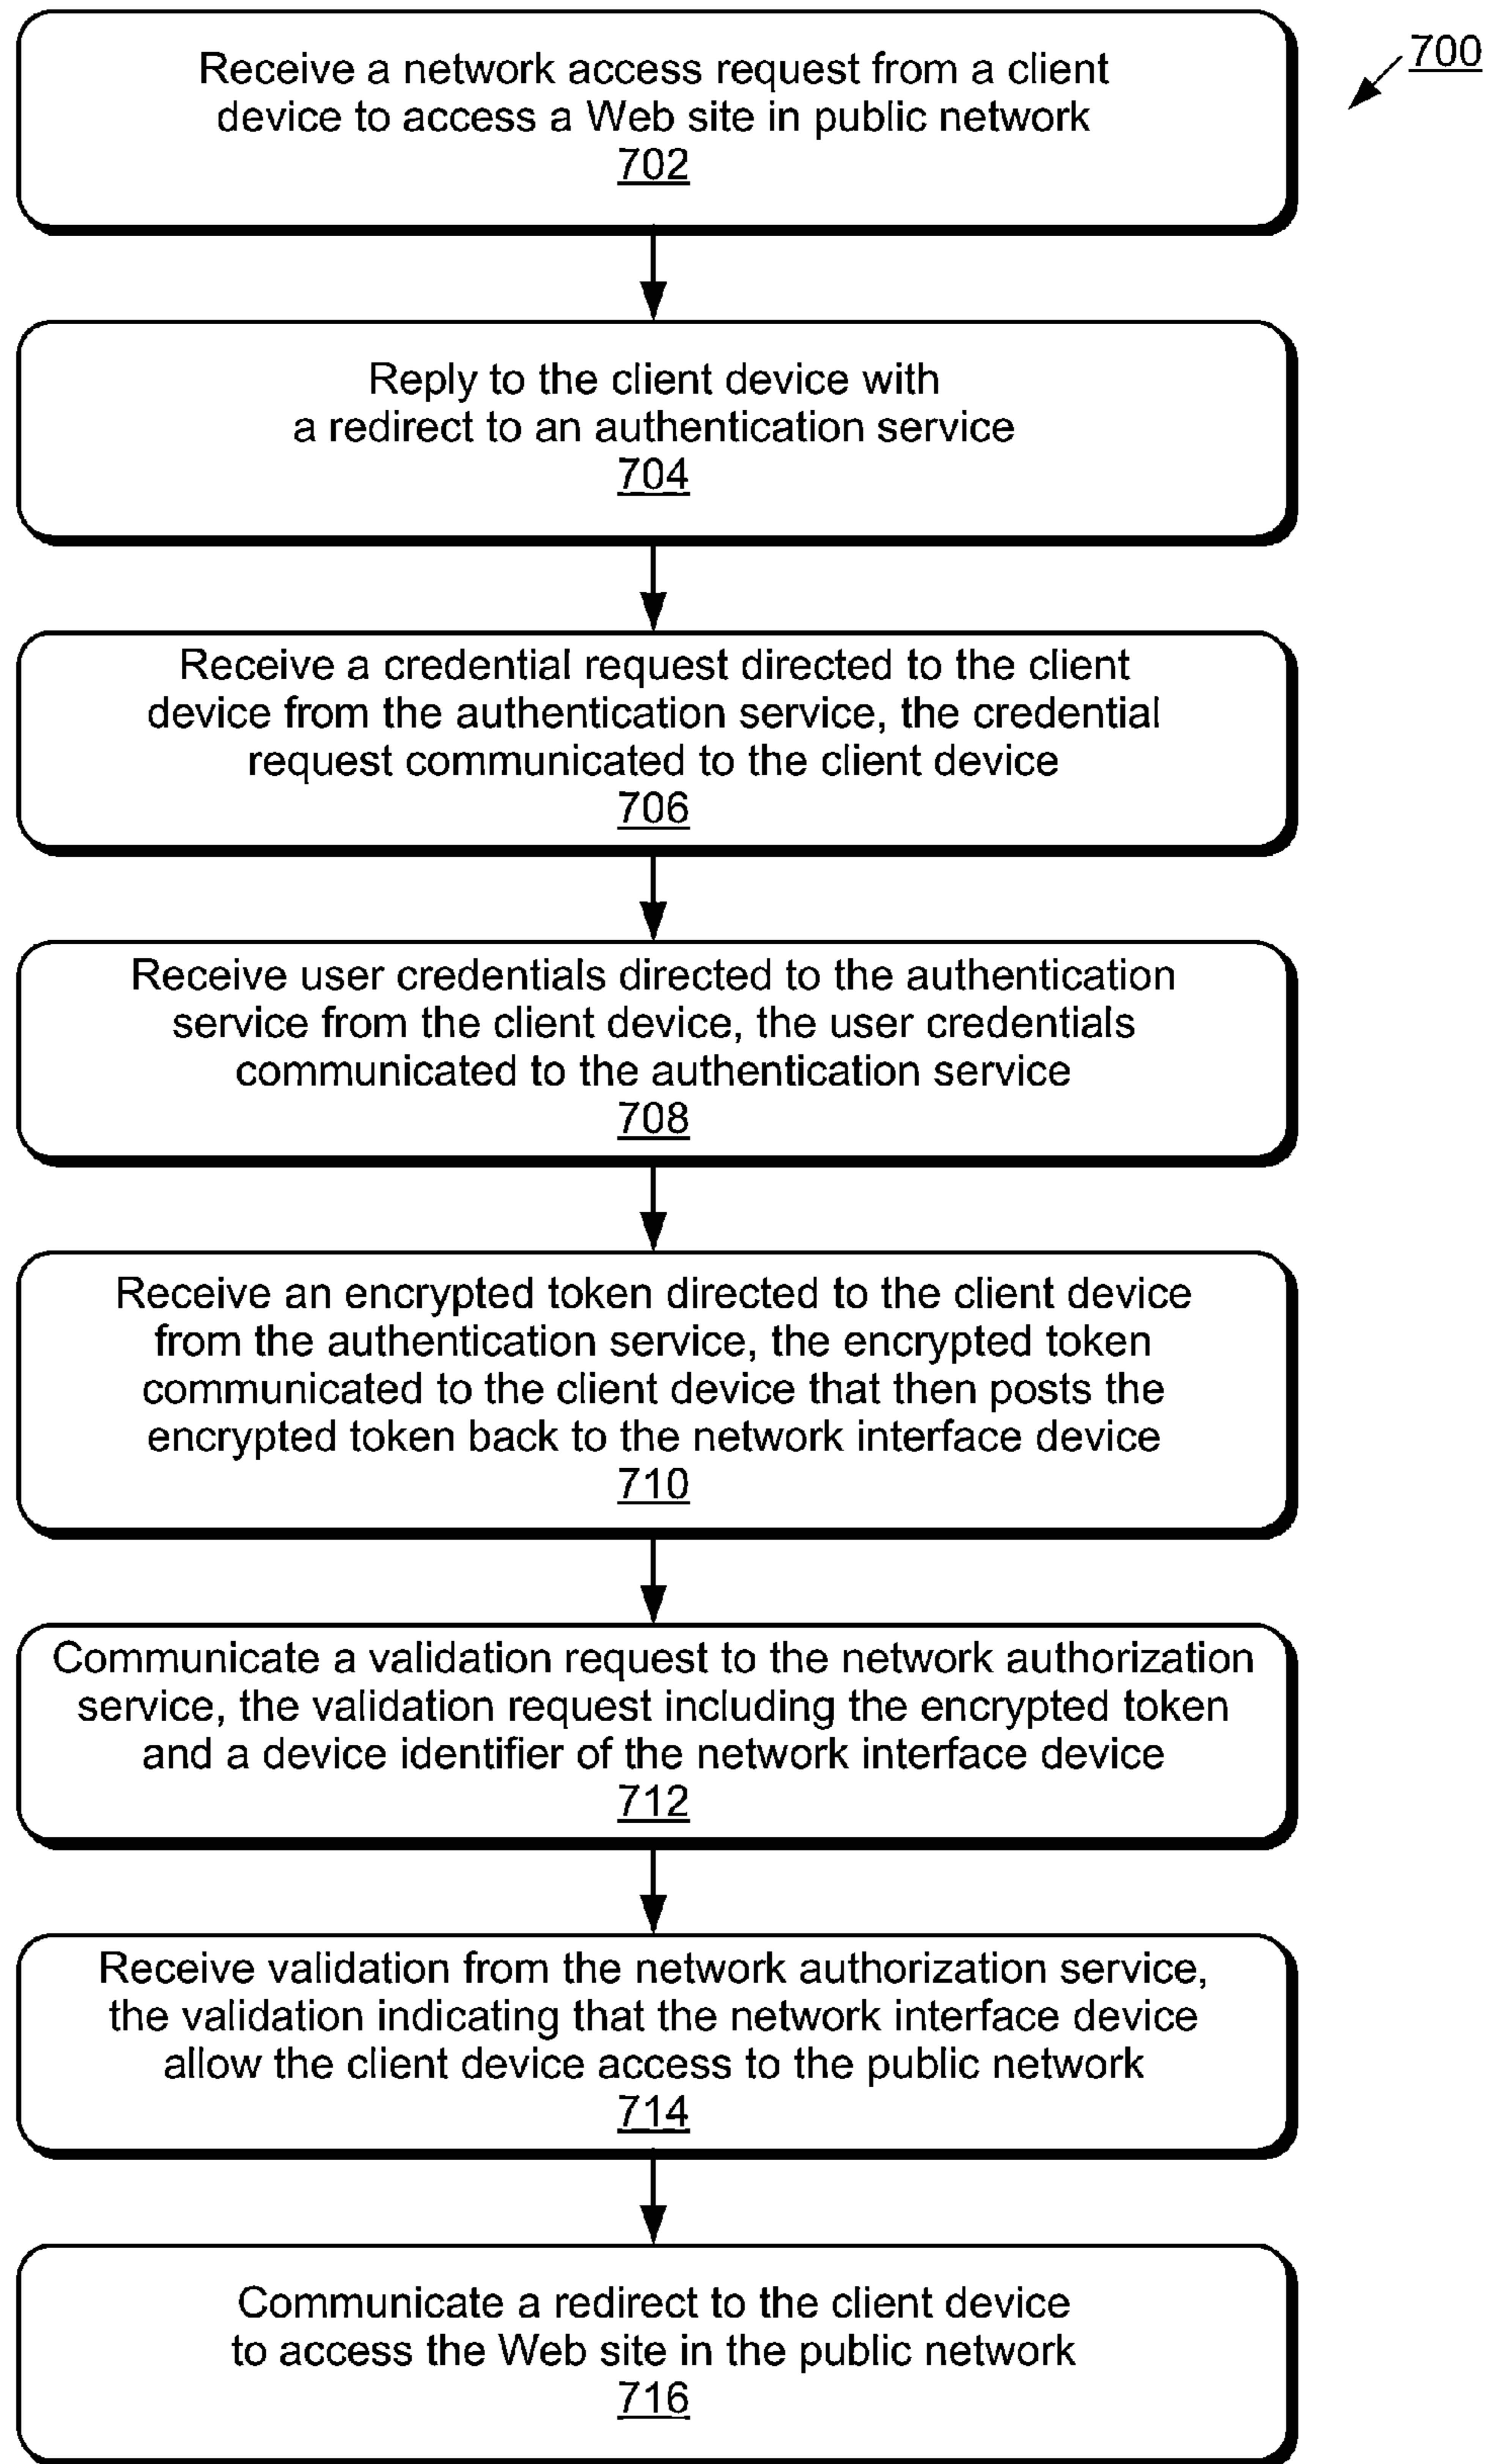 700
Receive a network access request from a client
device to access a Web site in public network
702
Reply to the client device with
a redirect to an authentication service
704
Receive a credential request directed to the client
device from the authentication service, the credential
request communicated to the client device
706
Receive user credentials directed to the authentication
service from the client device, the user credentials
communicated to the authentication service
708
Receive an encrypted token directed to the client device
from the authentication service, the encrypted token
communicated to the client device that then posts the
encrypted token back to the network interface device
710
Communicate a validation request to the network authorization
service, the validation request including the encrypted token
and a device identifier of the network interface device
712
Receive validation from the network authorization service,
the validation indicating that the network interface device
allow the client device access to the public network
714
Communicate a redirect to the client device
to access the Web site in the public network
716